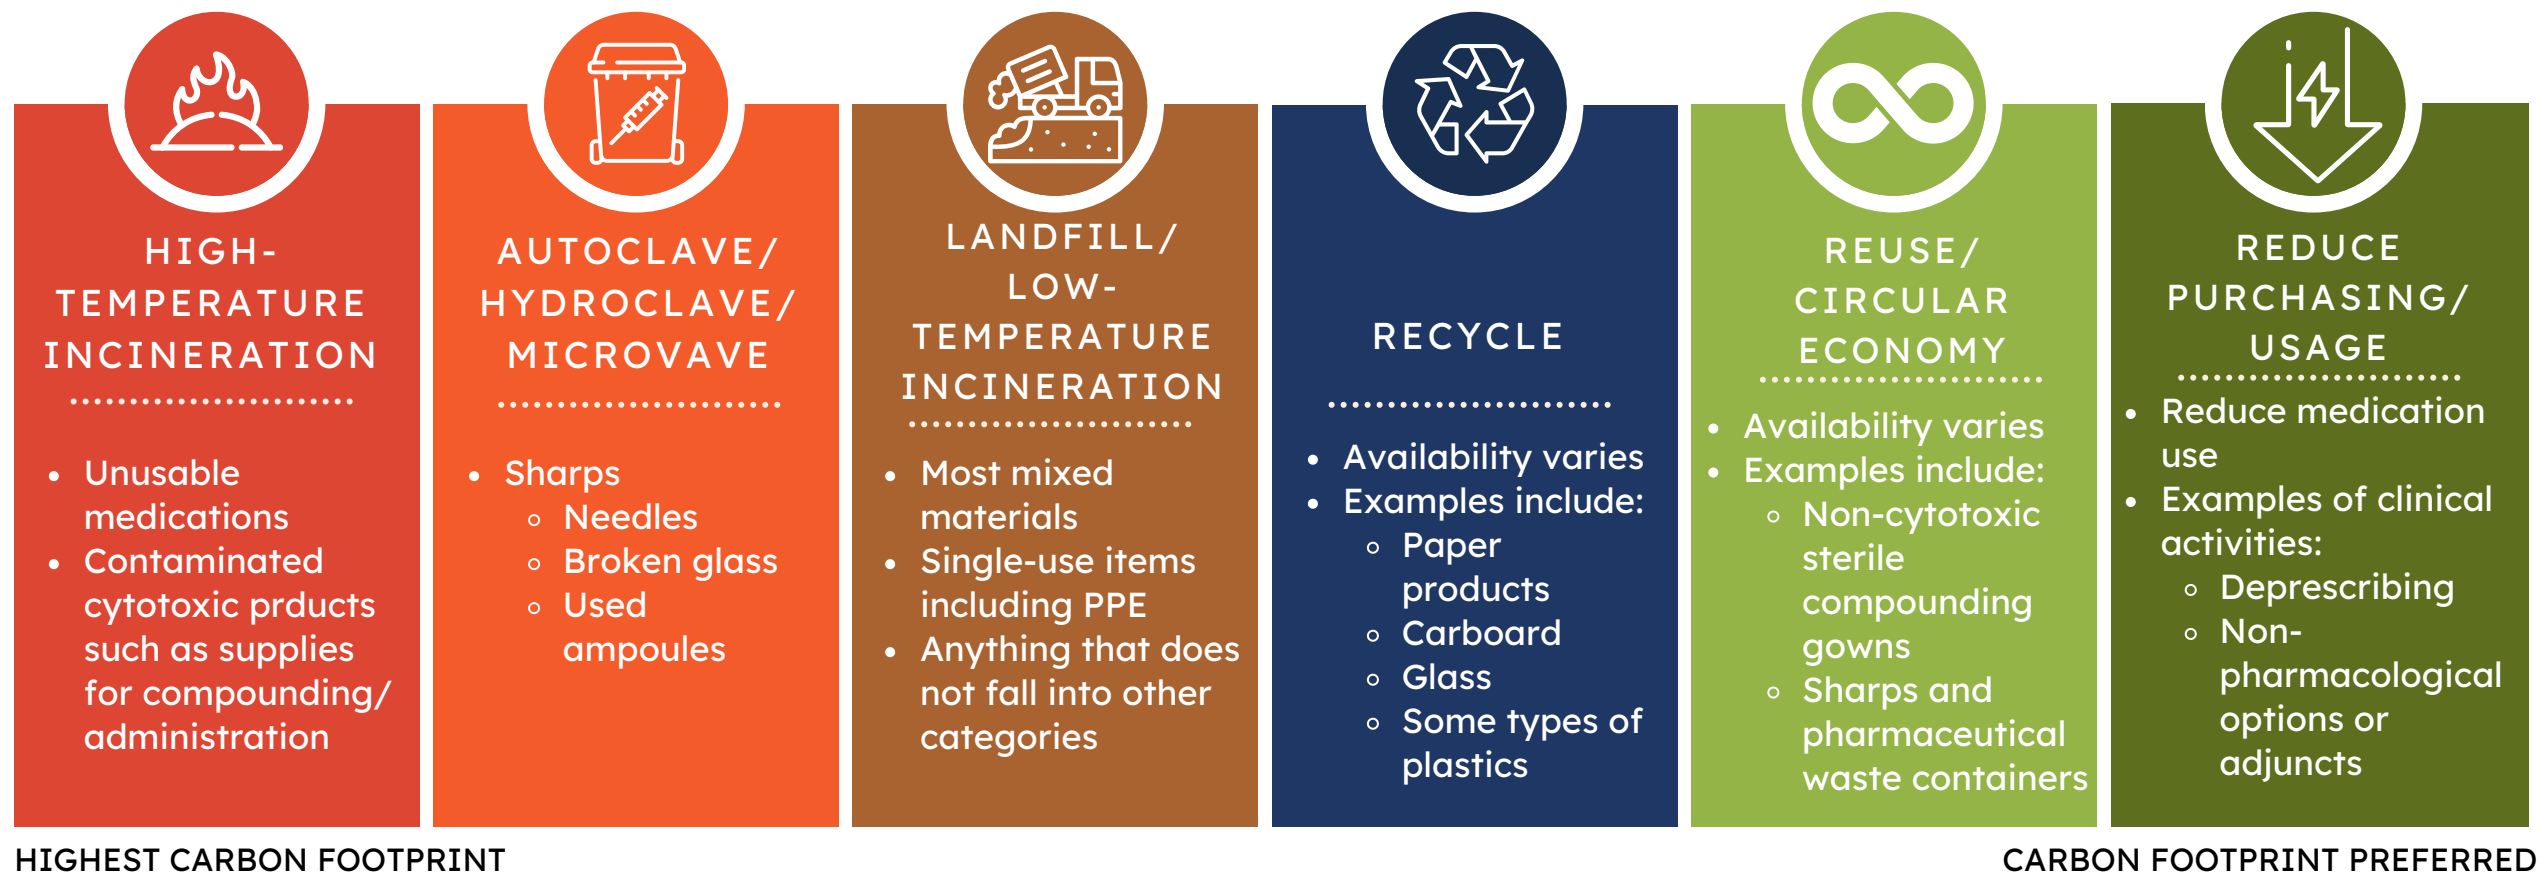 HIGH-
TEMPERATURE
INCINERATION
Unusable
medications
Contaminated
cytotoxic prducts
such as supplies
for compounding/
administration
AUTOCLAVE/
HYDROCLAVE/
MICROVAVE
Sharps
Needles
Broken glass
Used
ampoules
LANDFILL/
LOW-
TEMPERATURE
INCINERATION
Most mixed
materials
Single-use items
including PPE
Anything that does
not fall into other
categories
RECYCLE
Availability varies
Examples include:
Paper
products
Carboard
Glass
Some types of
plastics
REUSE/
CIRCULAR
ECONOMY
Availability varies
Examples include:
Non-cytotoxic
sterile
compounding
gowns
Sharps and
pharmaceutical
waste containers
REDUCE
PURCHASING/
USAGE
Reduce medication
use
Examples of clinical
activities:
Deprescribing
Non-
pharmacological
options or
adjuncts
HIGHEST CARBON FOOTPRINT
CARBON FOOTPRINT PREFERRED